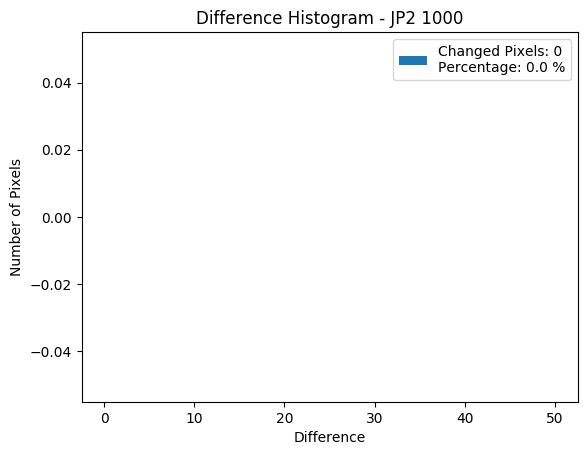 Difference Histogram - JP2 1000
Changed Pixels: 0
Percentage: 0.0 %
0.04
0.02
0.00
−0.02
−0.04
Number of Pixels
0 10 20 30 40 50
Difference